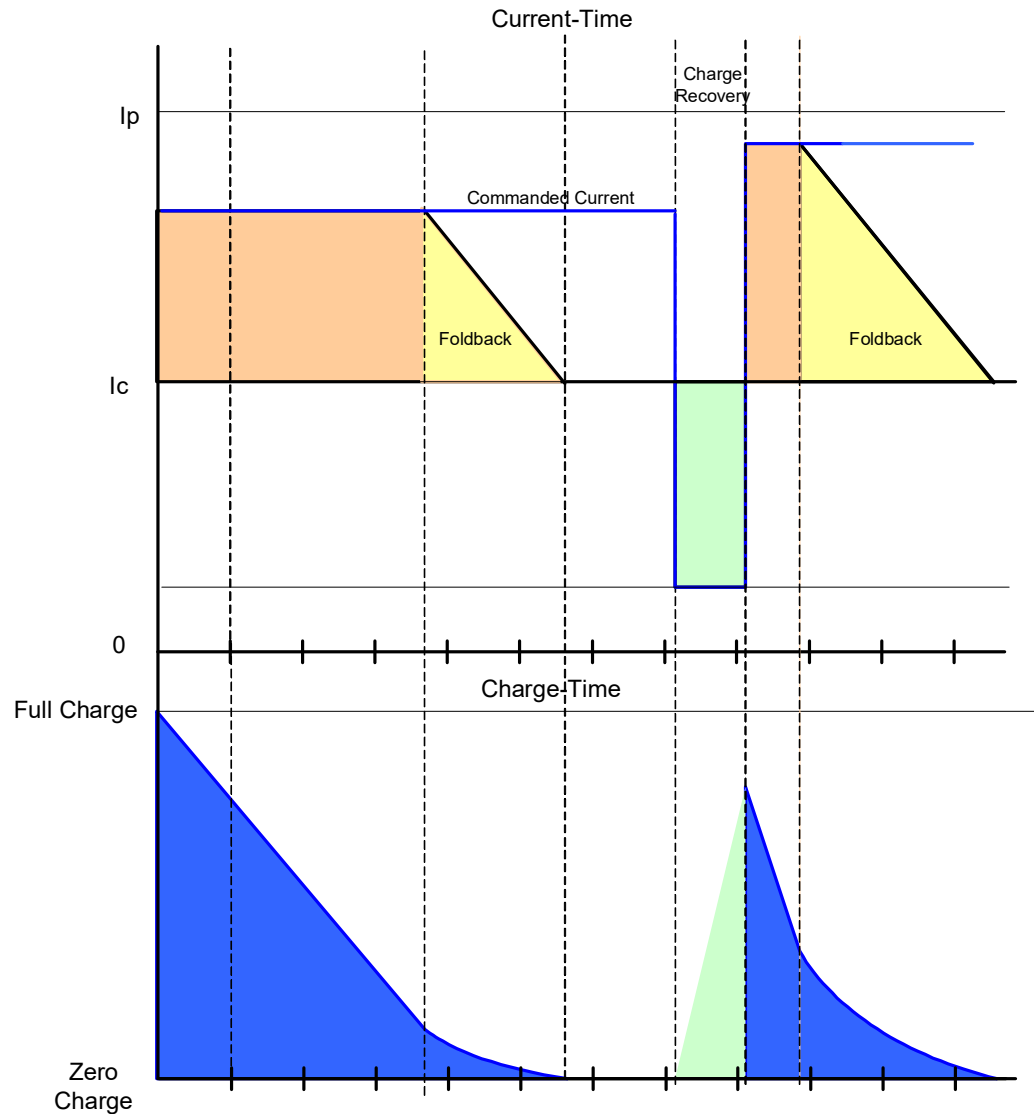 Current-Time
Charge
Recovery
Ip
Commanded Current
Foldback
Foldback
Ic
0
Charge-Time
Full Charge
Zero
Charge